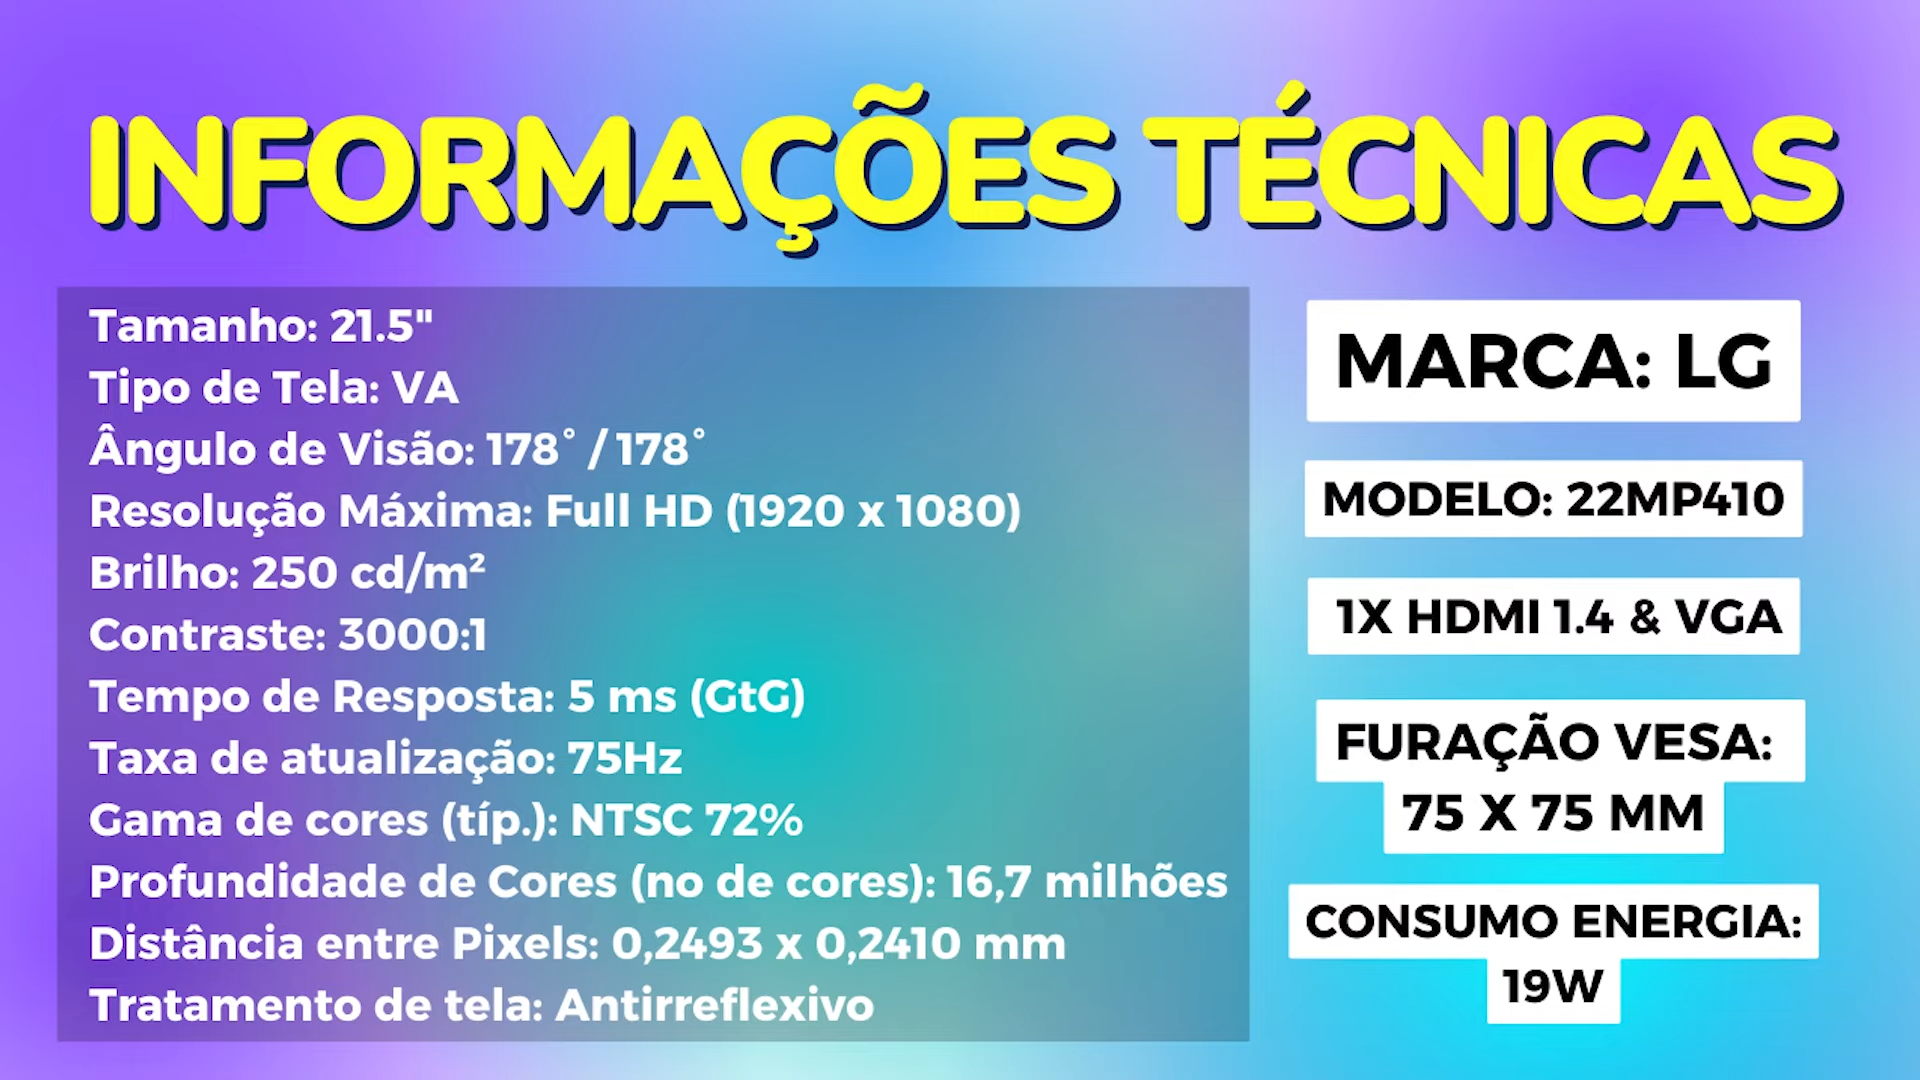 INFORMAÇÕES TÉCNICAS
Tamanho: 21.5"
Tipo de Tela: VA
Ângulo de Visão: 178° / 178°
Resolução Máxima: Full HD (1920 x 1080)
Brilho: 250 cd/m²
Contraste: 3000:1
Tempo de Resposta: 5 ms (GtG)
Taxa de atualização: 75Hz
Gama de cores (típ.): NTSC 72%
Profundidade de Cores (no de cores): 16,7 milhões
Distância entre Pixels: 0,2493 x 0,2410 mm
Tratamento de tela: Antirreflexivo
MARCA: LG
MODELO: 22MP410
1X HDMI 1.4 & VGA
FURAÇÃO VESA:
75 X 75 MM
CONSUMO ENERGIA:
19W